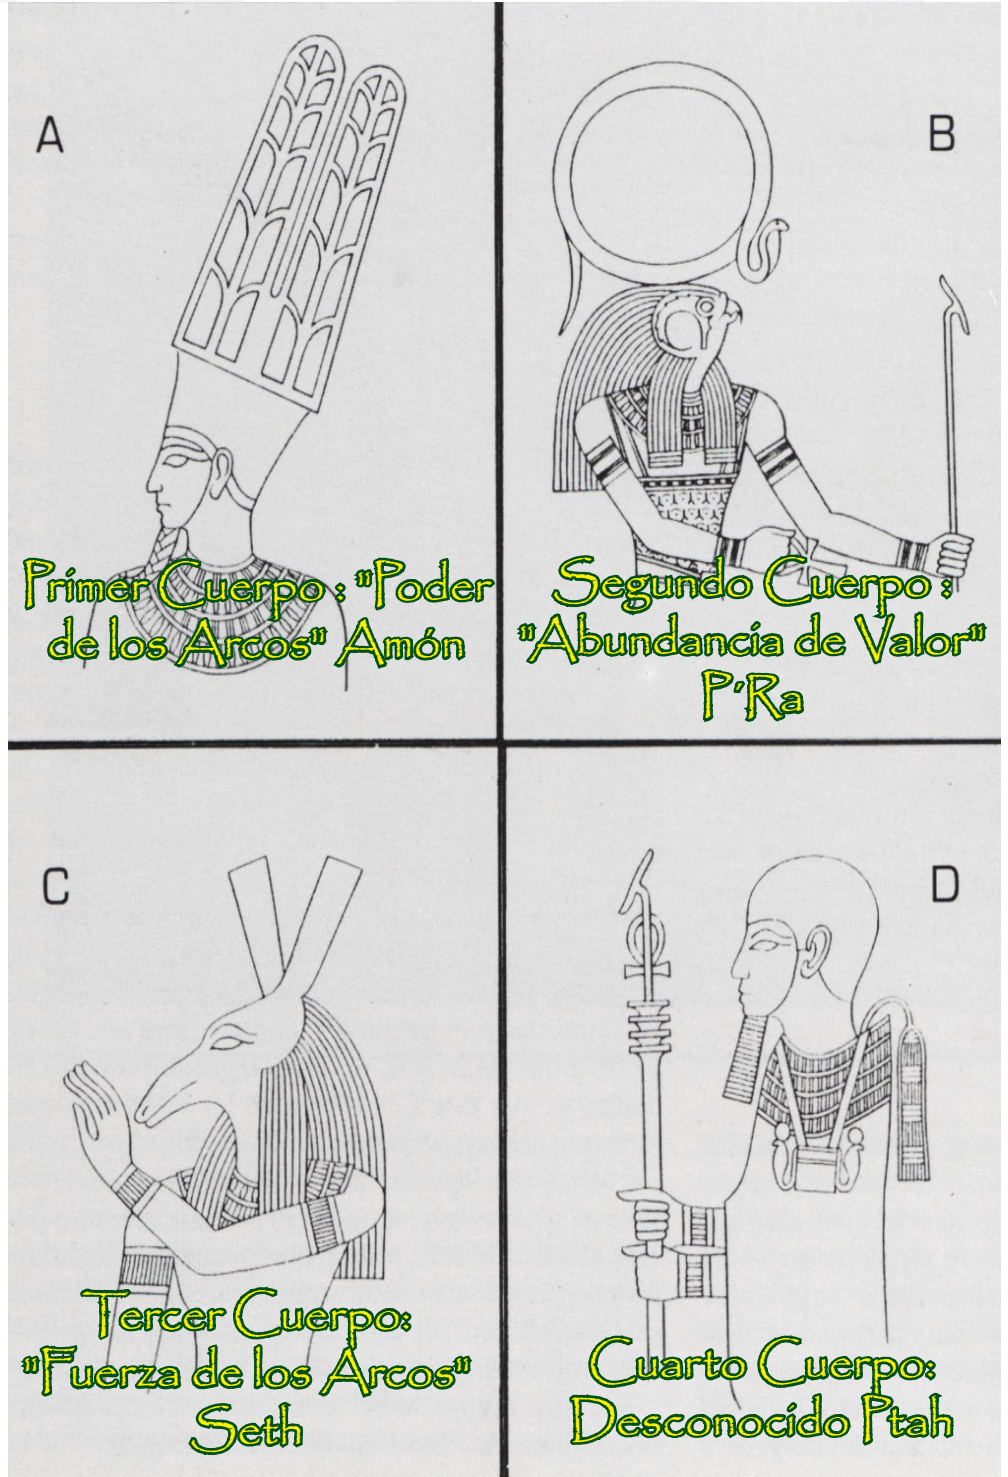 A
B
Primer Cuerpo : "Poder
de los Arcos" Amón
Segundo Cuerpo :
"Abundancia de Valor"
P´Ra
C
D
Tercer Cuerpo:
"Fuerza de los Arcos"
Seth
Cuarto Cuerpo:
Desconocido Ptah